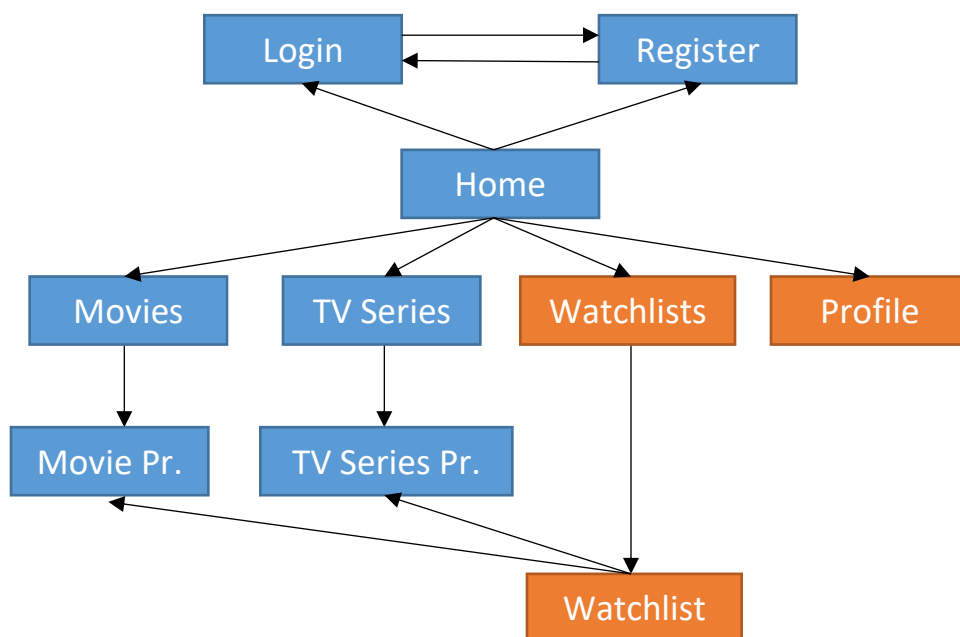 Login
Register
Home
Movies
TV Series
Watchlists
Profile
Movie Pr.
TV Series Pr.
Watchlist